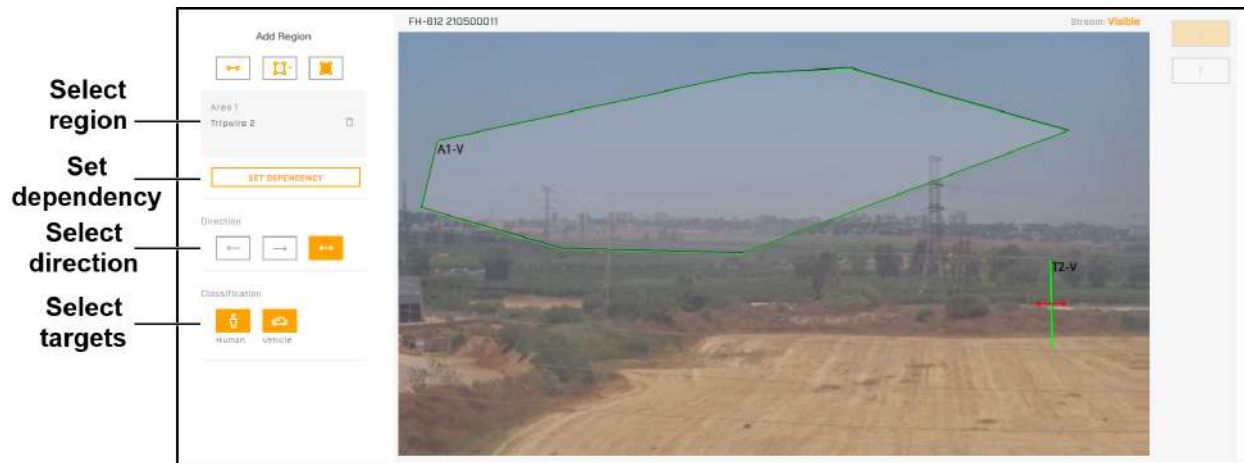 FH-612 210500011
Stream: Visible
Add Region
Select
region
Area 1
Tripwire 2
Set
dependency
SET DEPENDENCY
Select
direction
Direction
Select
targets
Classification
Human
Vehicle
A1-V
T2-V